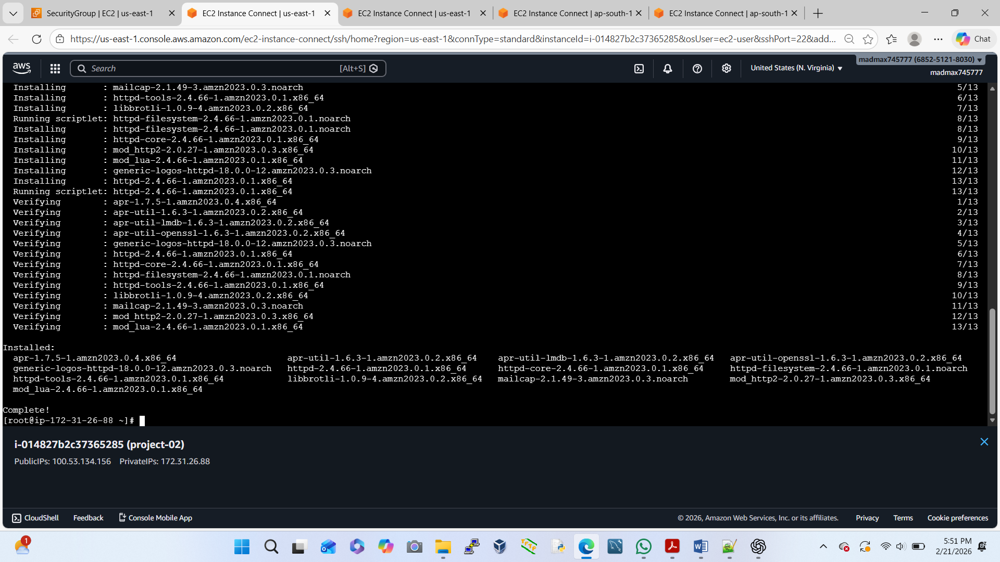 SecurityGroup | EC2 | us-east-1
EC2 Instance Connect | us-east-1
EC2 Instance Connect | us-east-1
EC2 Instance Connect | ap-south-1
EC2 Instance Connect | ap-south-1
https://us-east-1.console.aws.amazon.com/ec2-instance-connect/ssh/home?region=us-east-1&connType=standard&instanceId=i-014827b2c37365285&osUser=ec2-user&sshPort=22&add...
Chat
aws
Search [Alt+S]
United States (N. Virginia)
madmax745777 (6852-5121-8030)
madmax745777
Installing : mailcap-2.1.49-3.amzn2023.0.3.noarch 5/13
Installing : httpd-tools-2.4.66-1.amzn2023.0.1.x86_64 6/13
Installing : libbrotli-1.0.9-4.amzn2023.0.2.x86_64 7/13
Running scriptlet: httpd-filesystem-2.4.66-1.amzn2023.0.1.noarch 8/13
Installing : httpd-filesystem-2.4.66-1.amzn2023.0.1.noarch 8/13
Installing : httpd-core-2.4.66-1.amzn2023.0.1.x86_64 9/13
Installing : mod_http2-2.0.27-1.amzn2023.0.3.x86_64 10/13
Installing : mod_lua-2.4.66-1.amzn2023.0.1.x86_64 11/13
Installing : generic-logos-httpd-18.0.0-12.amzn2023.0.3.noarch 12/13
Installing : httpd-2.4.66-1.amzn2023.0.1.x86_64 13/13
Running scriptlet: httpd-2.4.66-1.amzn2023.0.1.x86_64 13/13
Verifying : apr-1.7.5-1.amzn2023.0.4.x86_64 1/13
Verifying : apr-util-1.6.3-1.amzn2023.0.2.x86_64 2/13
Verifying : apr-util-lmdb-1.6.3-1.amzn2023.0.2.x86_64 3/13
Verifying : apr-util-openssl-1.6.3-1.amzn2023.0.2.x86_64 4/13
Verifying : generic-logos-httpd-18.0.0-12.amzn2023.0.3.noarch 5/13
Verifying : httpd-2.4.66-1.amzn2023.0.1.x86_64 6/13
Verifying : httpd-core-2.4.66-1.amzn2023.0.1.x86_64 7/13
Verifying : httpd-filesystem-2.4.66-1.amzn2023.0.1.noarch 8/13
Verifying : httpd-tools-2.4.66-1.amzn2023.0.1.x86_64 9/13
Verifying : libbrotli-1.0.9-4.amzn2023.0.2.x86_64 10/13
Verifying : mailcap-2.1.49-3.amzn2023.0.3.noarch 11/13
Verifying : mod_http2-2.0.27-1.amzn2023.0.3.x86_64 12/13
Verifying : mod_lua-2.4.66-1.amzn2023.0.1.x86_64 13/13
Installed:
apr-1.7.5-1.amzn2023.0.4.x86_64 apr-util-1.6.3-1.amzn2023.0.2.x86_64 apr-util-lmdb-1.6.3-1.amzn2023.0.2.x86_64 apr-util-openssl-1.6.3-1.amzn2023.0.2.x86_64
generic-logos-httpd-18.0.0-12.amzn2023.0.3.noarch httpd-2.4.66-1.amzn2023.0.1.x86_64 httpd-core-2.4.66-1.amzn2023.0.1.x86_64 httpd-filesystem-2.4.66-1.amzn2023.0.1.noarch
httpd-tools-2.4.66-1.amzn2023.0.1.x86_64 libbrotli-1.0.9-4.amzn2023.0.2.x86_64 mailcap-2.1.49-3.amzn2023.0.3.noarch mod_http2-2.0.27-1.amzn2023.0.3.x86_64
mod_lua-2.4.66-1.amzn2023.0.1.x86_64
Complete!
[root@ip-172-31-26-88 ~]#
i-014827b2c37365285 (project-02)
PublicIPs: 100.53.134.156 PrivateIPs: 172.31.26.88
CloudShell Feedback Console Mobile App
© 2026, Amazon Web Services, Inc. or its affiliates. Privacy Terms Cookie preferences
1
TFTP
5:51 PM
2/21/2026